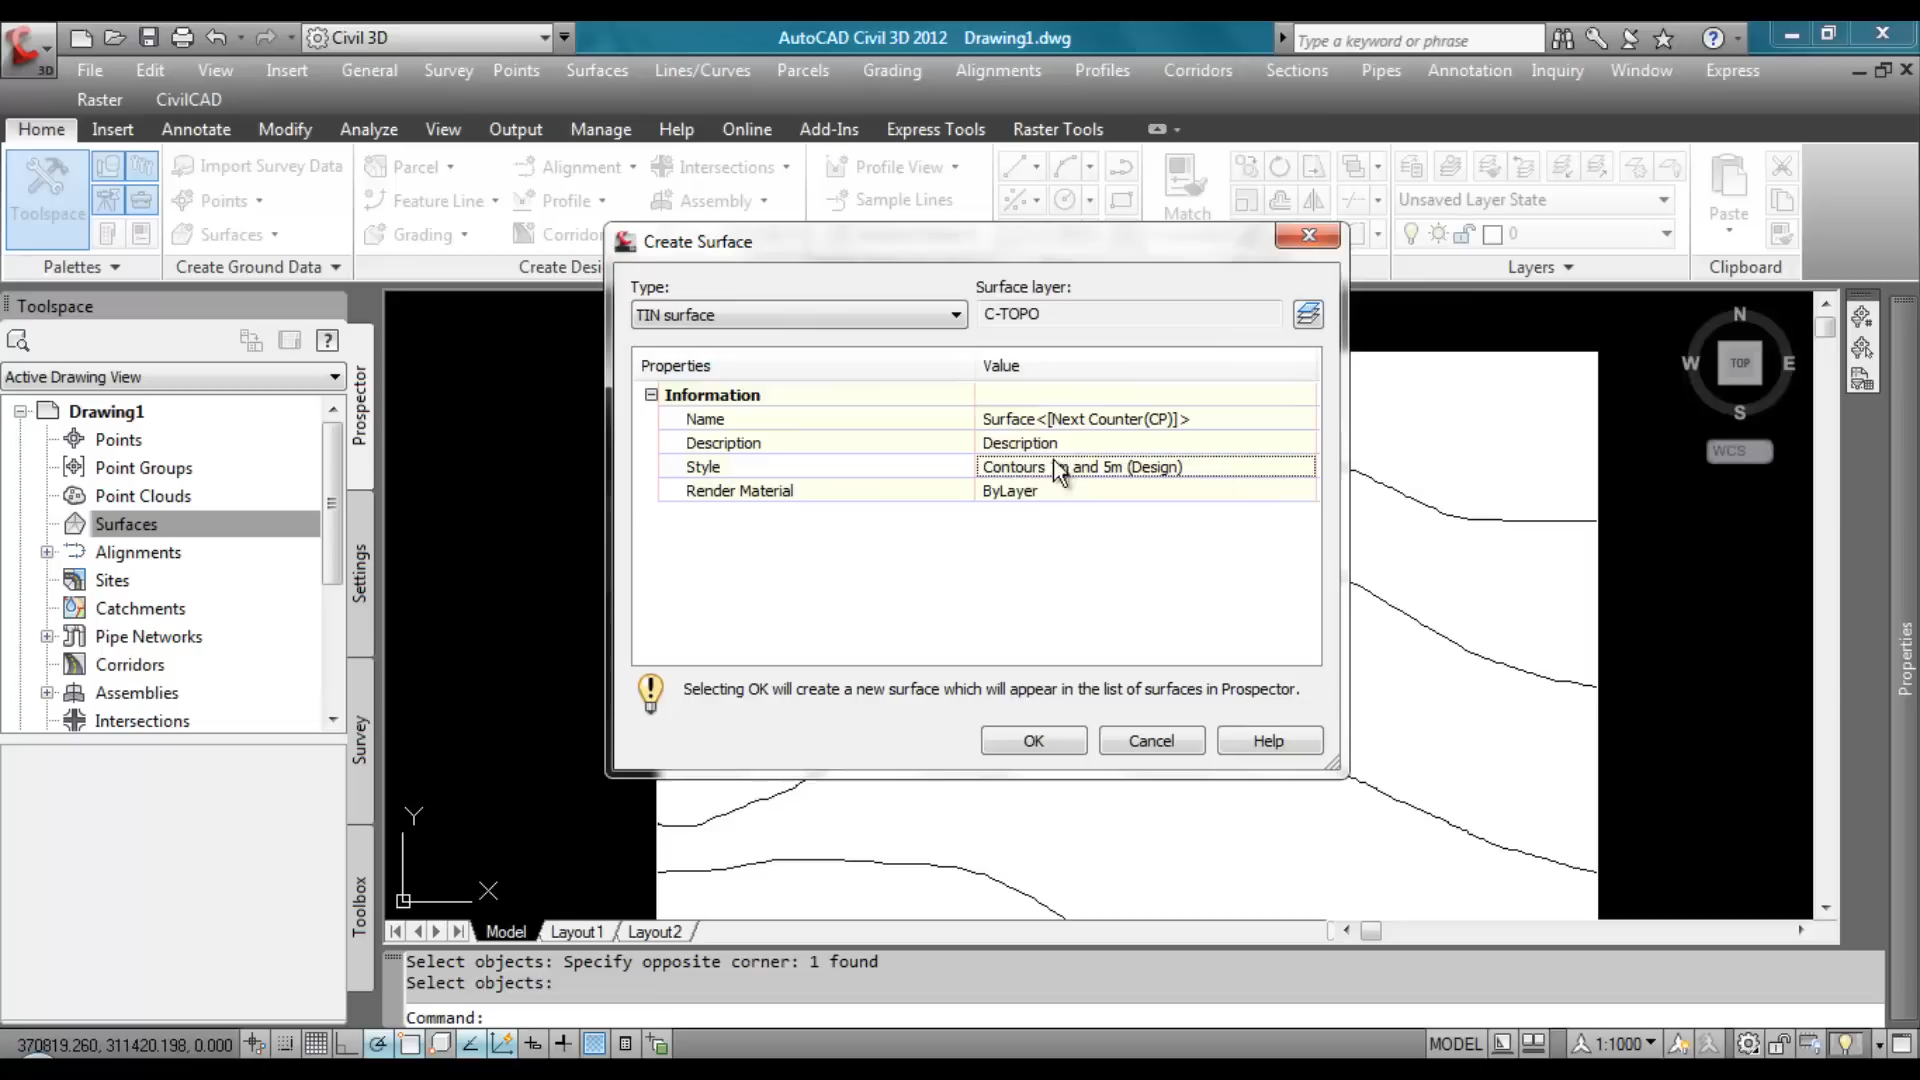 Civil 3D
AutoCAD Civil 3D 2012 Drawing1.dwg
Type a keyword or phrase
3D
File Edit View Insert General Survey Points Surfaces Lines/Curves Parcels Grading Alignments Profiles Corridors Sections Pipes Annotation Inquiry Window Express
Raster CivilCAD
Home Insert Annotate Modify Analyze View Output Manage Help Online Add-Ins Express Tools Raster Tools
Toolspace
Import Survey Data
Points
Surfaces
Parcel
Feature Line
Grading
Alignment
Profile
Corridor
Intersections
Assembly
Profile View
Sample Lines
Match
Unsaved Layer State
0
Paste
Palettes Create Ground Data Create Desi Layers Clipboard
Toolspace
Active Drawing View
Drawing1
Points
Point Groups
Point Clouds
Surfaces
Alignments
Sites
Catchments
Pipe Networks
Corridors
Assemblies
Intersections
Prospector
Settings
Survey
Toolbox
Create Surface
Type: Surface layer:
TIN surface C-TOPO
Properties Value
Information
Name Surface<[Next Counter(CP)]>
Description Description
Style Contours and 5m (Design)
Render Material ByLayer
Selecting OK will create a new surface which will appear in the list of surfaces in Prospector.
OK Cancel Help
N
W TOP E
S
WCS
Properties
Y
X
Model Layout1 Layout2
Select objects: Specify opposite corner: 1 found
Select objects:
Command:
370819.260, 311420.198, 0.000
MODEL 1:1000